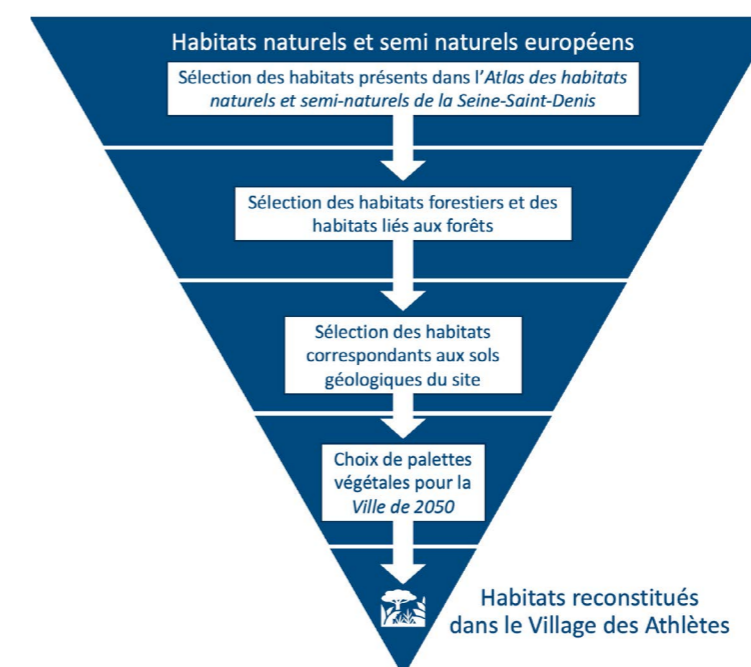 Habitats naturels et semi naturels européens
Sélection des habitats présents dans l'Atlas des habitats
naturels et semi-naturels de la Seine-Saint-Denis
Sélection des habitats forestiers et des
habitats liés aux forêts
Sélection des habitats
correspondants aux sols
géologiques du site
Choix de palettes
végétales pour la
Ville de 2050
Habitats reconstitués
dans le Village des Athlètes